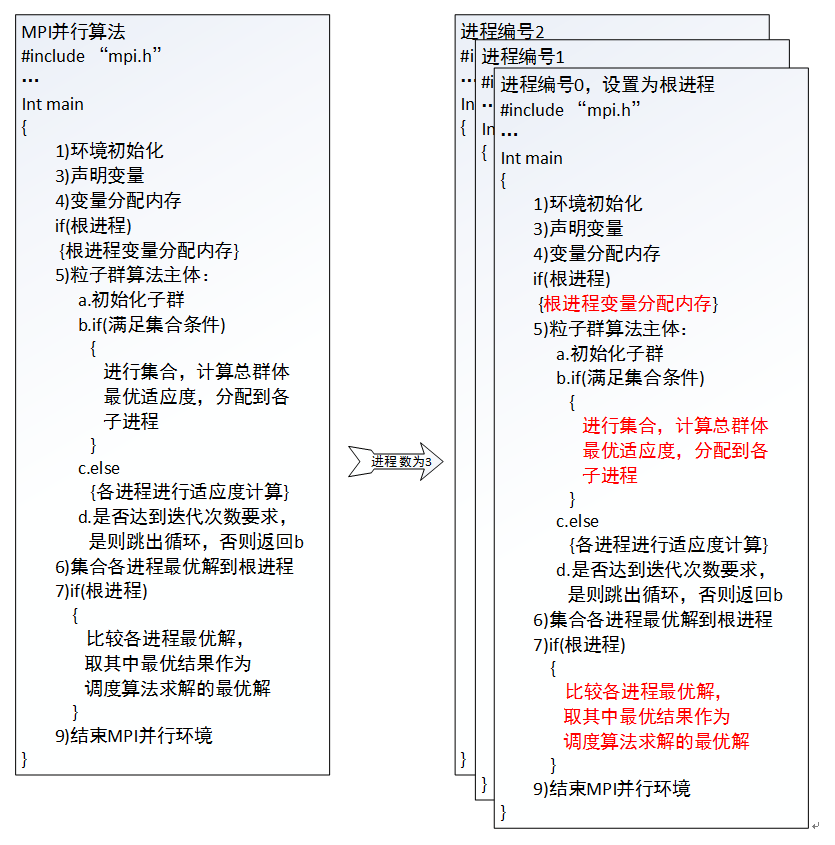 MPI并行算法
#include “mpi.h”
...
Int main
{
1)环境初始化
3)声明变量
4)变量分配内存
if(根进程)
{根进程变量分配内存}
5)粒子群算法主体：
a.初始化子群
b.if(满足集合条件)
{
进行集合，计算总群体
最优适应度，分配到各
子进程
}
c.else
{各进程进行适应度计算}
d.是否达到迭代次数要求，
是则跳出循环，否则返回b
6)集合各进程最优解到根进程
7)if(根进程)
{
比较各进程最优解，
取其中最优结果作为
调度算法求解的最优解
}
9)结束MPI并行环境
}
进程数为3
进程编号2
#i
...
In
{
}
进程编号1
#i
..
In
{
}
进程编号0，设置为根进程
#include “mpi.h”
...
Int main
{
1)环境初始化
3)声明变量
4)变量分配内存
if(根进程)
{根进程变量分配内存}
5)粒子群算法主体：
a.初始化子群
b.if(满足集合条件)
{
进行集合，计算总群体
最优适应度，分配到各
子进程
}
c.else
{各进程进行适应度计算}
d.是否达到迭代次数要求，
是则跳出循环，否则返回b
6)集合各进程最优解到根进程
7)if(根进程)
{
比较各进程最优解，
取其中最优结果作为
调度算法求解的最优解
}
9)结束MPI并行环境
}